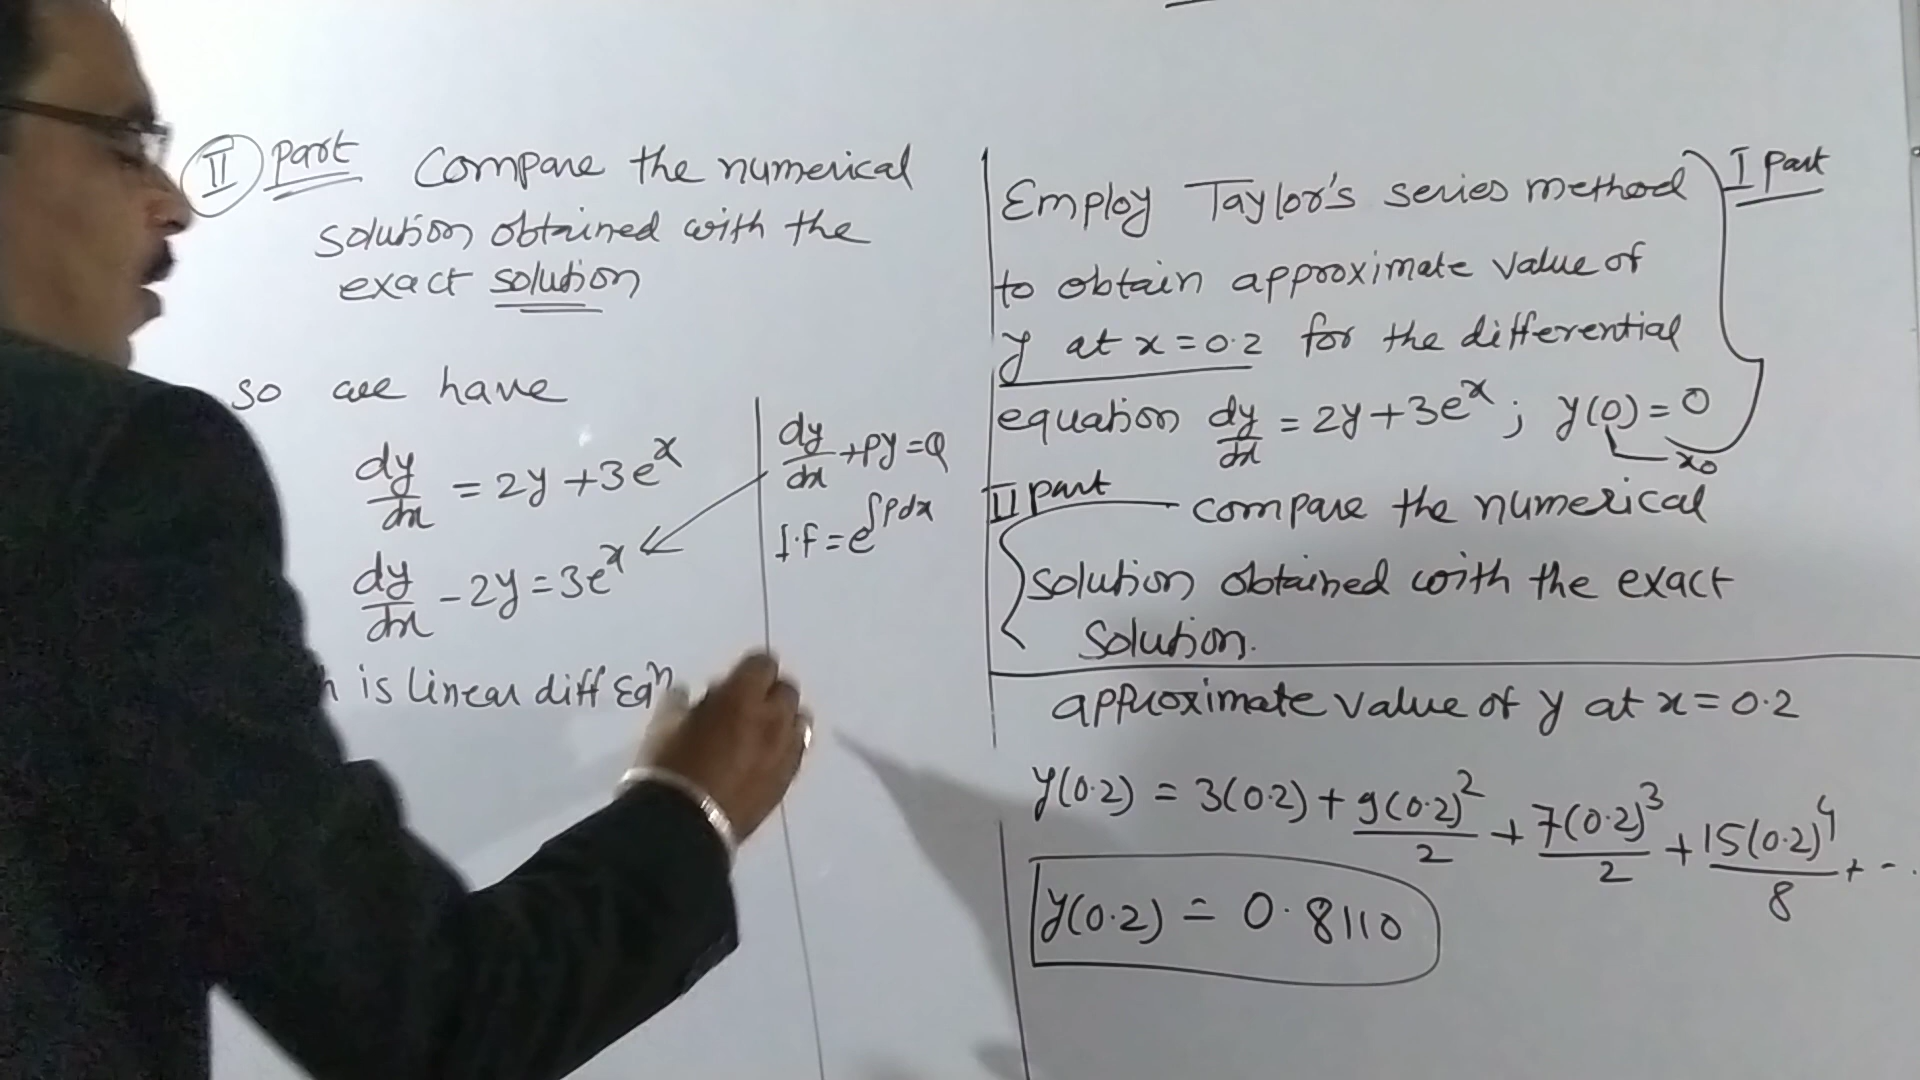 II Part Compare the numerical
solution obtained with the
exact solution
so we have
dy/dx = 2y + 3e^x
dy/dx - 2y = 3e^x
is linear diff Eqn
dy/dx + Py = Q
I.F = e^∫Pdx
I Part
Employ Taylor's series method
to obtain approximate value of
y at x = 0.2 for the differential
equation dy/dx = 2y + 3e^x ; y(0) = 0
x0
II Part compare the numerical
solution obtained with the exact
solution.
approximate value of y at x = 0.2
y(0.2) = 3(0.2) + 9(0.2)^2/2 + 7(0.2)^3/2 + 15(0.2)^4/8 + - .
y(0.2) = 0.8110